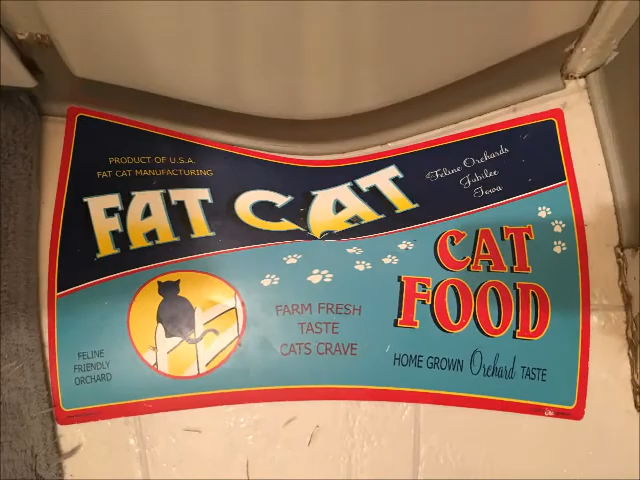 PRODUCT OF U.S.A.
FAT CAT MANUFACTURING
FAT CAT
Feline Orchards
Jubilee
Iowa
CAT
FOOD
FARM FRESH
TASTE
CATS CRAVE
FELINE
FRIENDLY
ORCHARD
HOME GROWN Orchard TASTE